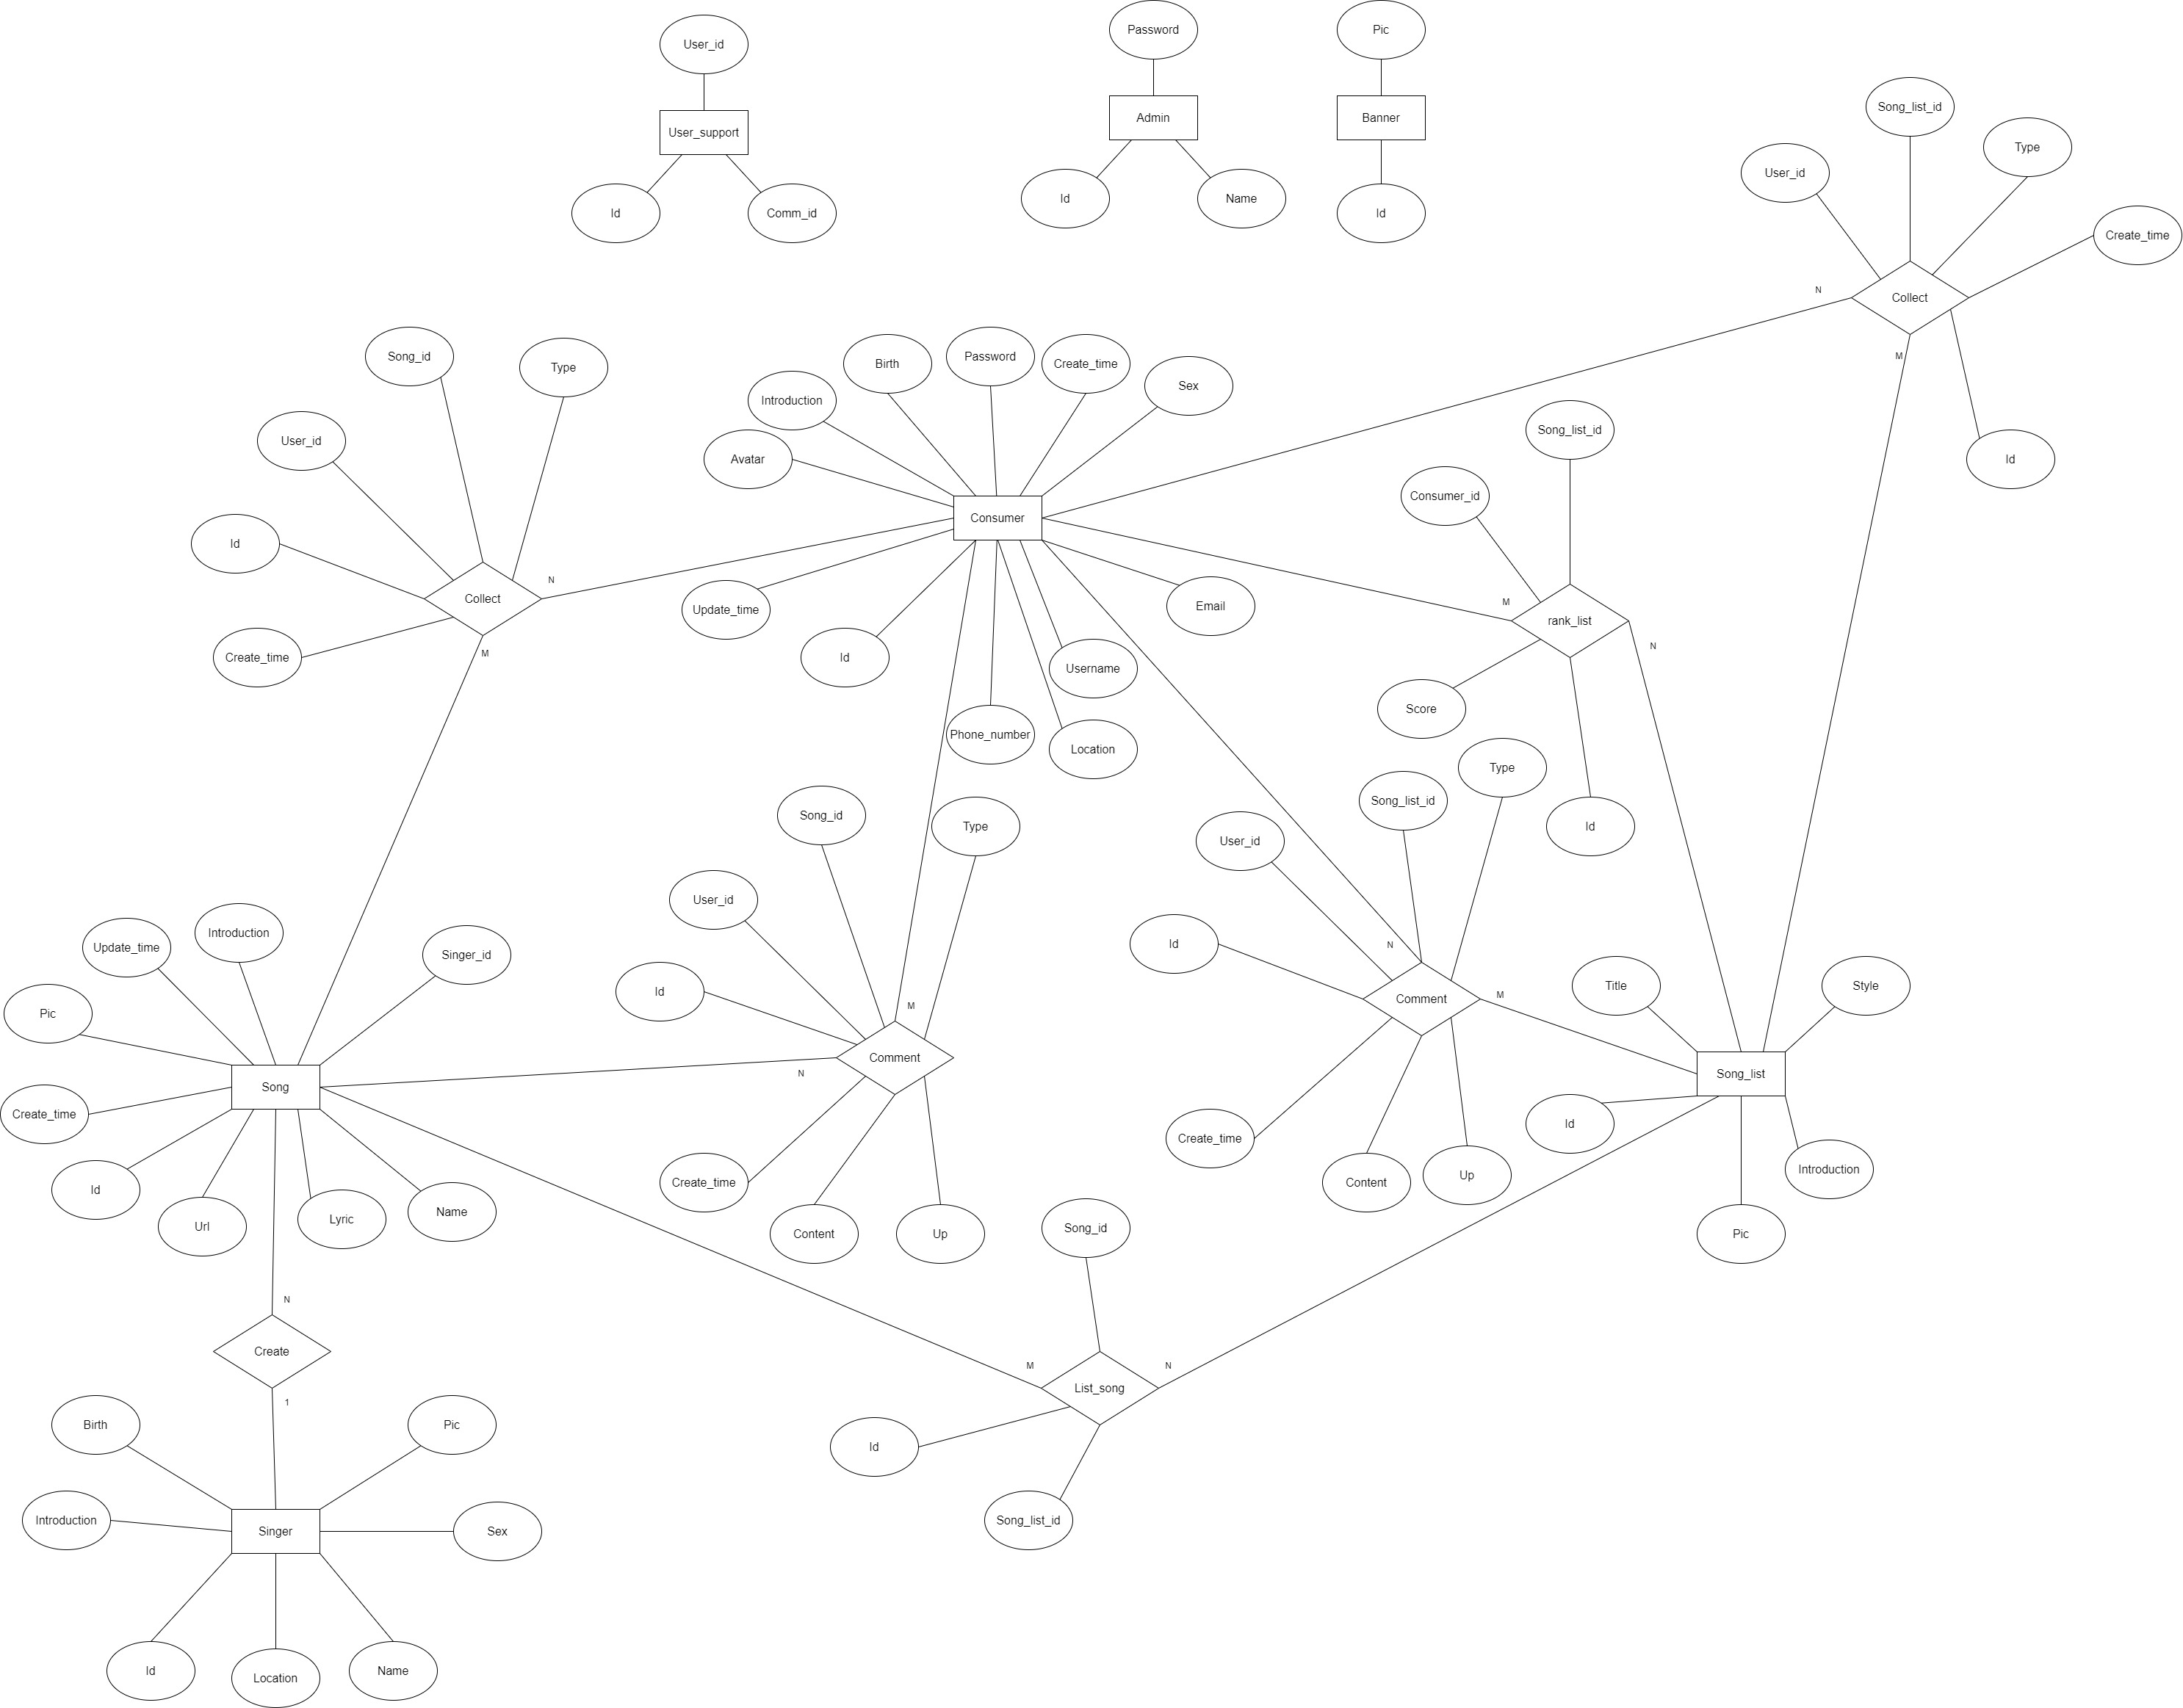 Password
Pic
User_id
Song_list_id
Admin
Banner
User_support
Type
User_id
Id
Name
Id
Comm_id
Id
Create_time
N
Collect
M
Song_id
Type
Birth
Password
Create_time
Sex
Introduction
User_id
Avatar
Song_list_id
Id
Consumer_id
Consumer
Id
N
Collect
Update_time
Email
M
rank_list
N
Create_time
M
Id
Username
Score
Phone_number
Location
Type
Song_list_id
Song_id
Type
Id
User_id
User_id
Introduction
Update_time
Singer_id
Id
N
Id
Title
Style
Pic
M
Comment
M
Comment
Song
N
Song_list
Create_time
Id
Create_time
Introduction
Id
Create_time
Content
Up
Url
Lyric
Name
Content
Up
Song_id
Pic
N
Create
1
M
N
List_song
Birth
Pic
Id
Introduction
Singer
Sex
Song_list_id
Id
Location
Name